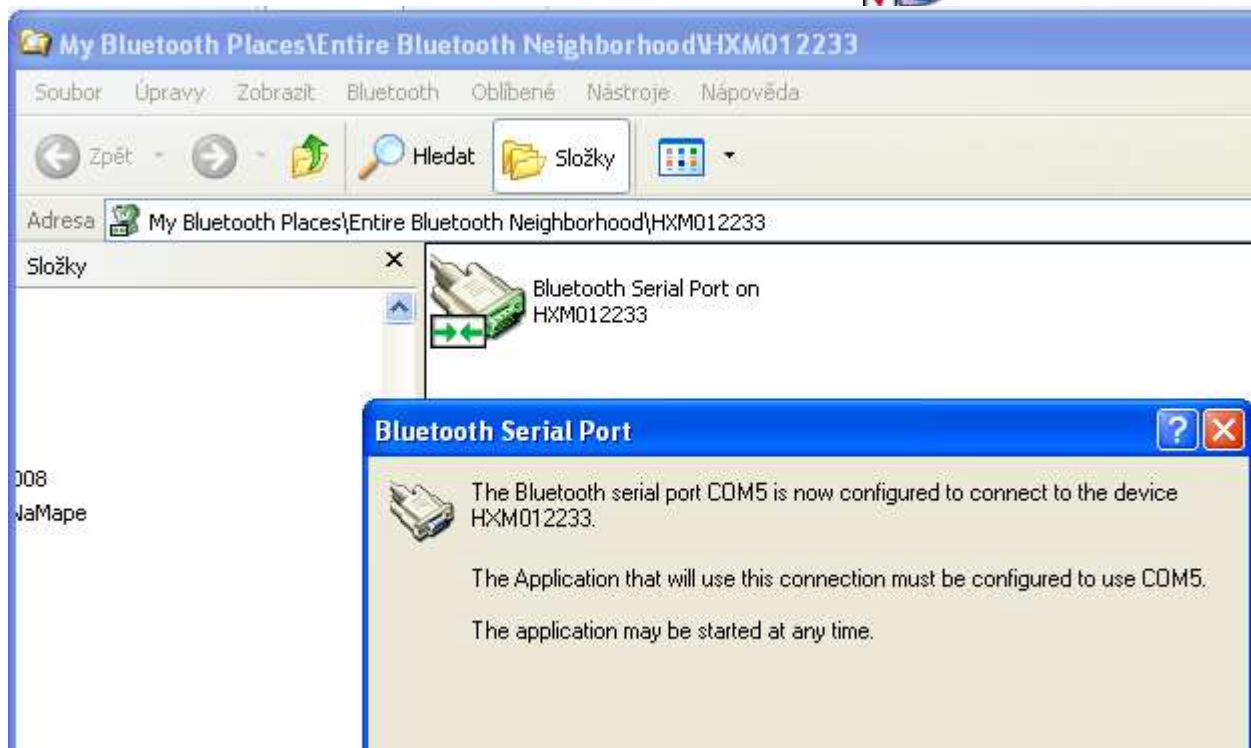 My Bluetooth Places\Entire Bluetooth Neighborhood\HXM012233
Soubor Úpravy Zobrazit Bluetooth Oblíbené Nástroje Nápověda
Zpět Hledat Složky
Adresa My Bluetooth Places\Entire Bluetooth Neighborhood\HXM012233
Složky
Bluetooth Serial Port on
HXM012233
008
NaMape
Bluetooth Serial Port
The Bluetooth serial port COM5 is now configured to connect to the device
HXM012233.
The Application that will use this connection must be configured to use COM5.
The application may be started at any time.